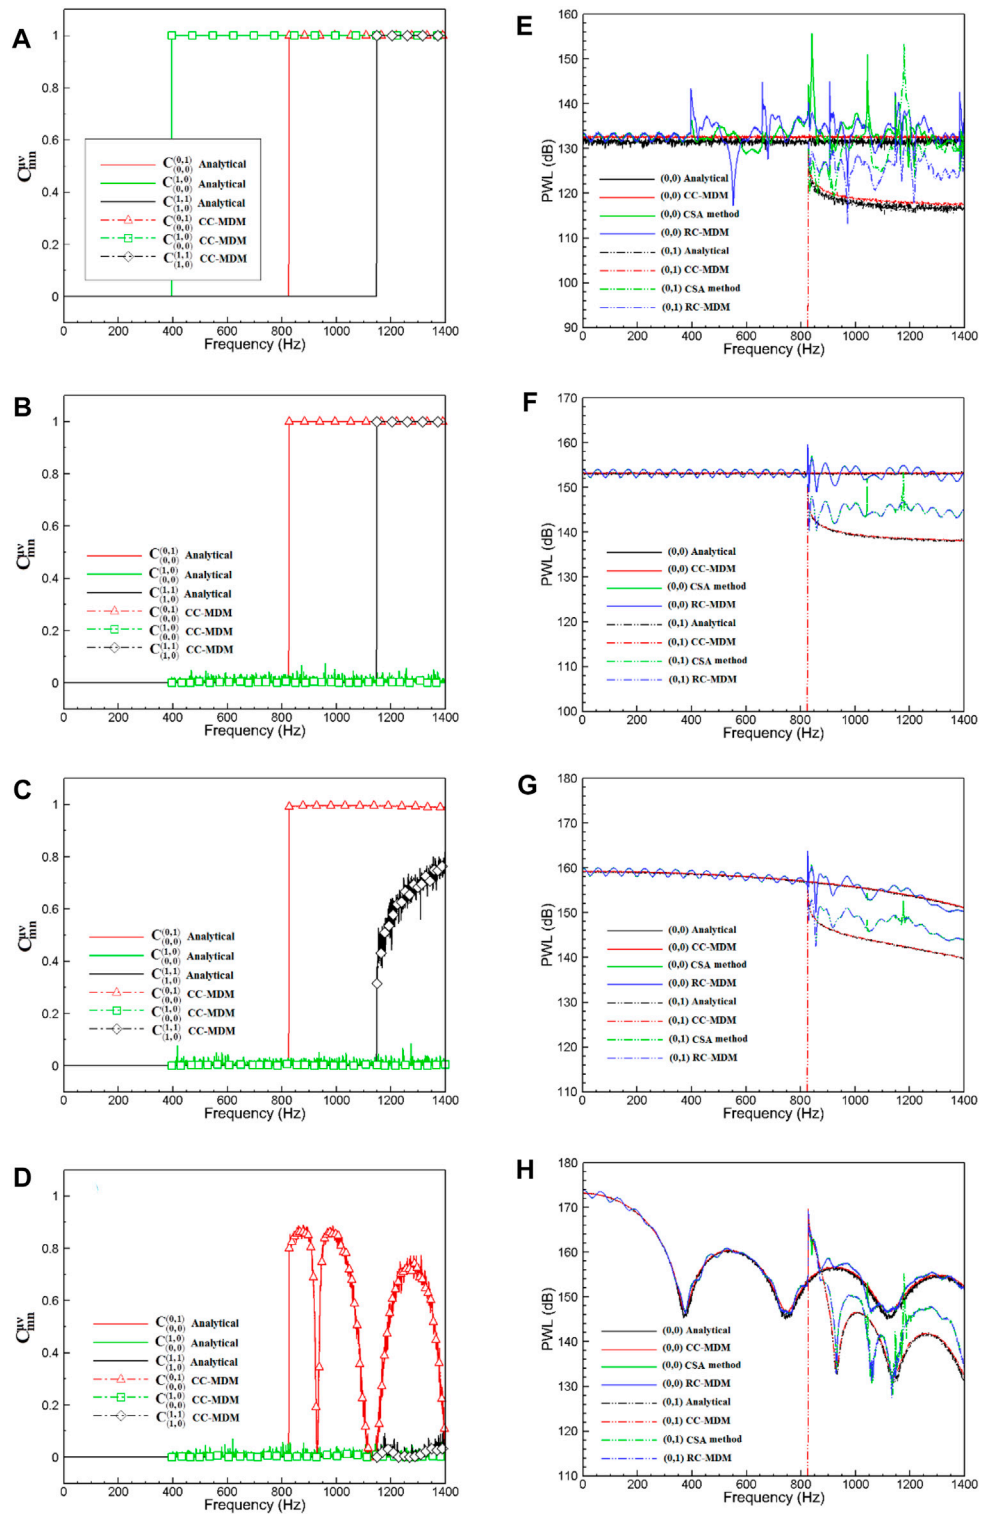 A
C^{μν}_{mn}
1
0.8
0.6
0.4
0.2
0
C^{(0,1)}_{(0,0)} Analytical
C^{(1,0)}_{(0,0)} Analytical
C^{(1,1)}_{(1,0)} Analytical
C^{(0,1)}_{(0,0)} CC-MDM
C^{(1,0)}_{(0,0)} CC-MDM
C^{(1,1)}_{(1,0)} CC-MDM
0 200 400 600 800 1000 1200 1400
Frequency (Hz)
E
PWL (dB)
160
150
140
130
120
110
100
90
(0,0) Analytical
(0,0) CC-MDM
(0,0) CSA method
(0,0) RC-MDM
(0,1) Analytical
(0,1) CC-MDM
(0,1) CSA method
(0,1) RC-MDM
0 200 400 600 800 1000 1200 1400
Frequency (Hz)
B
C^{μν}_{mn}
1
0.8
0.6
0.4
0.2
0
C^{(0,1)}_{(0,0)} Analytical
C^{(1,0)}_{(0,0)} Analytical
C^{(1,1)}_{(1,0)} Analytical
C^{(0,1)}_{(0,0)} CC-MDM
C^{(1,0)}_{(0,0)} CC-MDM
C^{(1,1)}_{(1,0)} CC-MDM
0 200 400 600 800 1000 1200 1400
Frequency (Hz)
F
PWL (dB)
170
160
150
140
130
120
110
100
(0,0) Analytical
(0,0) CC-MDM
(0,0) CSA method
(0,0) RC-MDM
(0,1) Analytical
(0,1) CC-MDM
(0,1) CSA method
(0,1) RC-MDM
0 200 400 600 800 1000 1200 1400
Frequency (Hz)
C
C^{μν}_{mn}
1
0.8
0.6
0.4
0.2
0
C^{(0,1)}_{(0,0)} Analytical
C^{(1,0)}_{(0,0)} Analytical
C^{(1,1)}_{(1,0)} Analytical
C^{(0,1)}_{(0,0)} CC-MDM
C^{(1,0)}_{(0,0)} CC-MDM
C^{(1,1)}_{(1,0)} CC-MDM
0 200 400 600 800 1000 1200 1400
Frequency (Hz)
G
PWL (dB)
180
170
160
150
140
130
120
110
(0,0) Analytical
(0,0) CC-MDM
(0,0) CSA method
(0,0) RC-MDM
(0,1) Analytical
(0,1) CC-MDM
(0,1) CSA method
(0,1) RC-MDM
0 200 400 600 800 1000 1200 1400
Frequency (Hz)
D
C^{μν}_{mn}
1
0.8
0.6
0.4
0.2
0
C^{(0,1)}_{(0,0)} Analytical
C^{(1,0)}_{(0,0)} Analytical
C^{(1,1)}_{(1,0)} Analytical
C^{(0,1)}_{(0,0)} CC-MDM
C^{(1,0)}_{(0,0)} CC-MDM
C^{(1,1)}_{(1,0)} CC-MDM
0 200 400 600 800 1000 1200 1400
Frequency (Hz)
H
PWL (dB)
180
170
160
150
140
130
120
110
(0,0) Analytical
(0,0) CC-MDM
(0,0) CSA method
(0,0) RC-MDM
(0,1) Analytical
(0,1) CC-MDM
(0,1) CSA method
(0,1) RC-MDM
0 200 400 600 800 1000 1200 1400
Frequency (Hz)